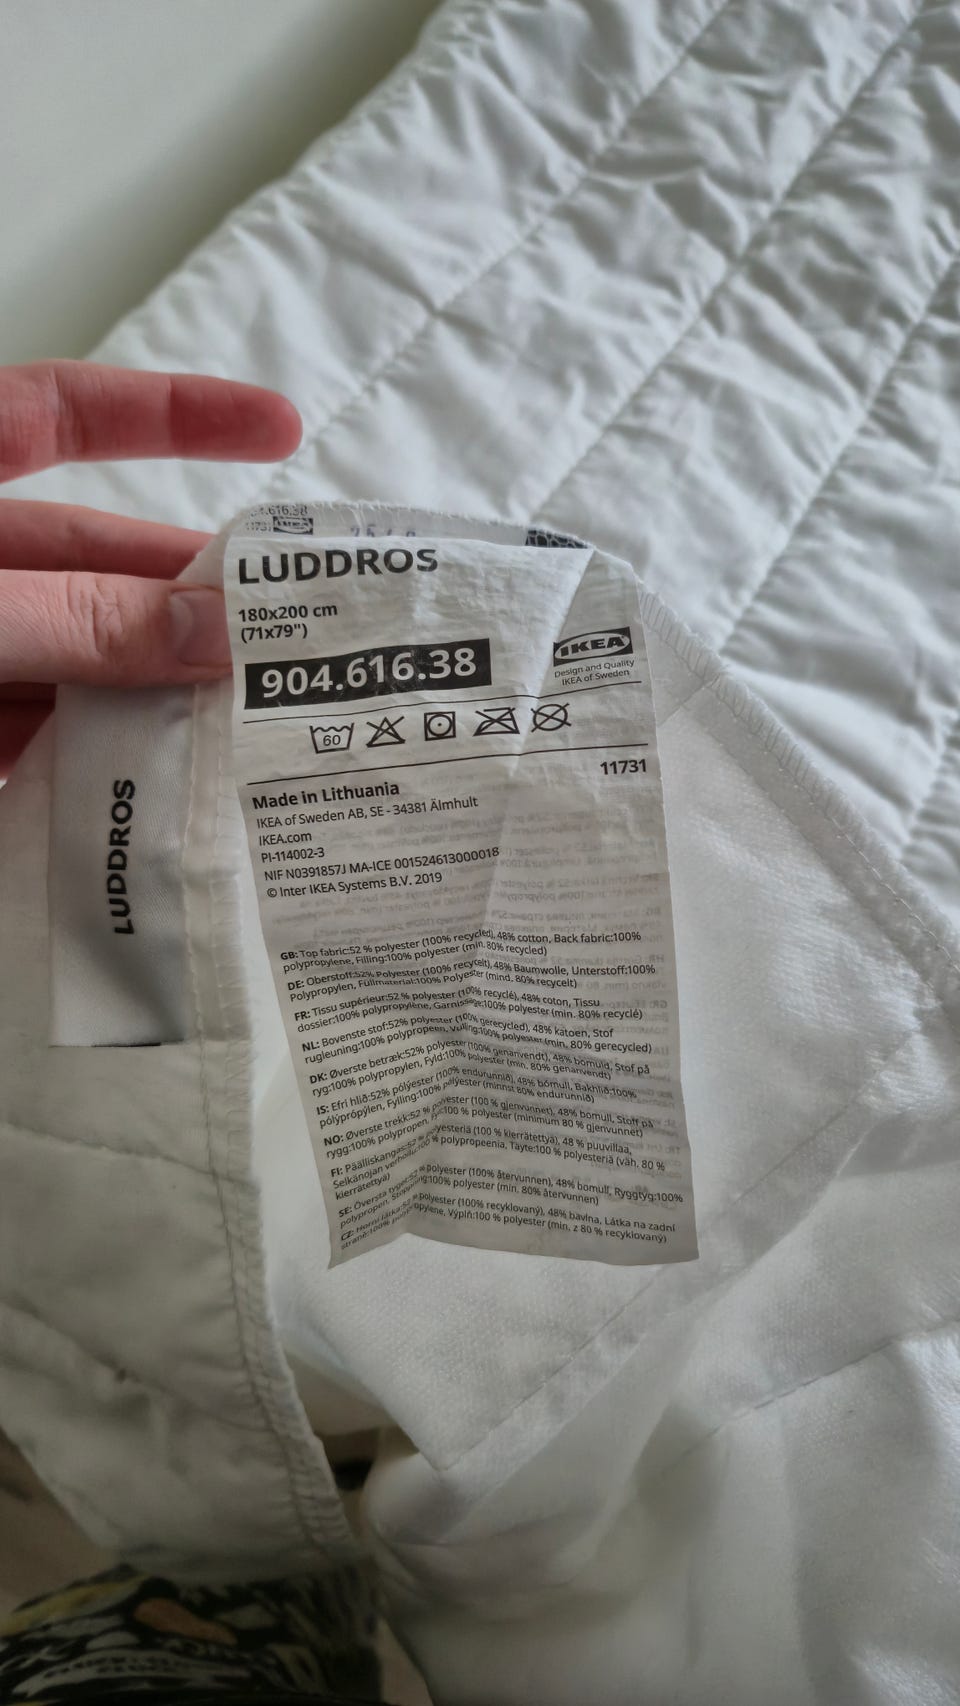 11731 IKEA
LUDDROS
180x200 cm
(71x79")
904.616.38
IKEA
Design and Quality
IKEA of Sweden
60
11731
Made in Lithuania
IKEA of Sweden AB, SE - 34381 Älmhult
IKEA.com
PI-114002-3
NIF N0391857J MA-ICE 001524613000018
© Inter IKEA Systems B.V. 2019
GB: Top fabric:52 % polyester (100% recycled), 48% cotton, Back fabric:100%
polypropylene, Filling:100% polyester (min. 80% recycled)
DE: Oberstoff:52% Polyester (100% recycelt), 48% Baumwolle, Unterstoff:100%
Polypropylen, Füllmaterial:100% Polyester (mind. 80% recycelt)
FR: Tissu supérieur:52 % polyester (100% recyclé), 48% coton, Tissu
dossier:100% polypropylène, Garnissage:100% polyester (min. 80% recyclé)
NL: Bovenste stof:52% polyester (100% gerecycled), 48% katoen, Stof
rugleuning:100% polypropeen, Vulling:100% polyester (min. 80% gerecycled)
DK: Øverste betræk:52% polyester (100% genanvendt), 48% bomuld, Stof på
ryg:100% polypropylen, Fyld:100% polyester (min. 80% genanvendt)
IS: Efri hlið:52% pólýester (100% endurunnið), 48% bómull, Bakhlið:100%
pólýprópýlen, Fylling:100% pólýester (minnst 80% endurunnið)
NO: Øverste trekk:52 % polyester (100 % gjenvunnet), 48% bomull, Stoff på
rygg:100% polypropen, Fyll:100 % polyester (minimum 80 % gjenvunnet)
FI: Päälliskangas:52 % polyesteriä (100 % kierrätettyä), 48 % puuvillaa,
Selkänojan verhoilu:100 % polypropeenia, Täyte:100 % polyesteriä (väh. 80 %
kierrätettyä)
SE: Översta tyget:52 % polyester (100% återvunnen), 48% bomull, Ryggtyg:100%
polypropen, Stoppning:100% polyester (min. 80% återvunnen)
CZ: Horní látka:52 % polyester (100% recyklovaný), 48% bavlna, Látka na zadní
straně:100% polypropylene, Výplň:100 % polyester (min. z 80 % recyklovaný)
LUDDROS